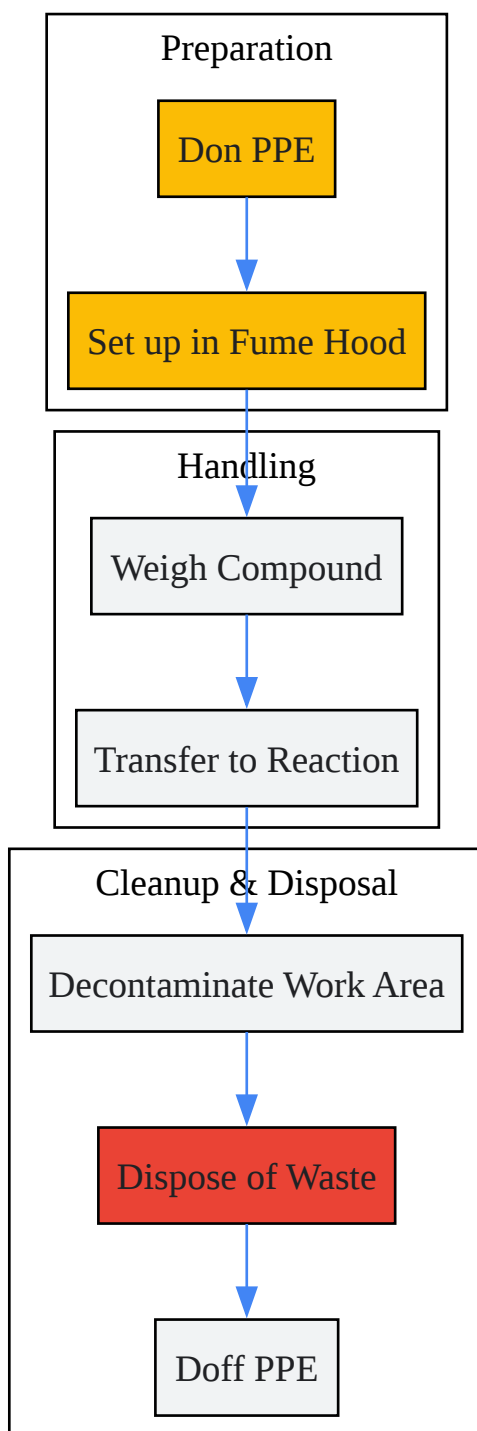 Preparation
Don PPE
Set up in Fume Hood
Handling
Weigh Compound
Transfer to Reaction
Cleanup & Disposal
Decontaminate Work Area
Dispose of Waste
Doff PPE